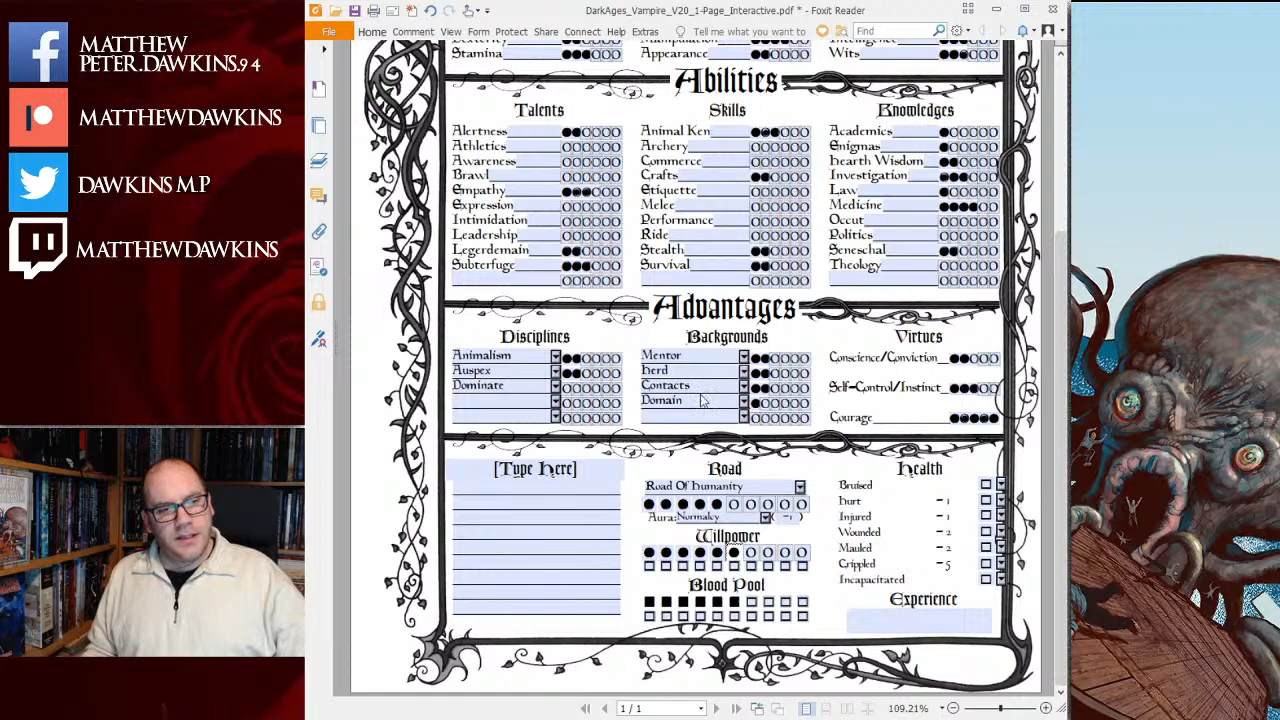 MATTHEW
PETER.DAWKINS.94
MATTHEWDAWKINS
DAWKINS M.P
MATTHEWDAWKINS
DarkAges_Vampire_V20_1-Page_Interactive.pdf * - Foxit Reader
File Home Comment View Form Protect Share Connect Help Extras Tell me what you want to Find
Stamina Appearance Wits
Abilities
Talents Skills Knowledges
Alertness Animal Ken Academics
Athletics Archery Enigmas
Awareness Commerce Hearth Wisdom
Brawl Crafts Investigation
Empathy Etiquette Law
Expression Melee Medicine
Intimidation Performance Occut
Leadership Ride Politics
Legerdemain Stealth Seneschal
Subterfuge Survival Theology
Advantages
Disciplines Backgrounds Virtues
Animalism Mentor Conscience/Conviction
Auspex Herd
Dominate Contacts Self-Control/Instinct
Domain
Courage
[Type Here] Road Health
Road Of Humanity Bruised
Hurt -1
Aura: Normalcy ( -1 ) Injured -1
Willpower Wounded -2
Mauled -2
Crippled -5
Blood Pool Incapacitated
Experience
1 / 1 109.21%